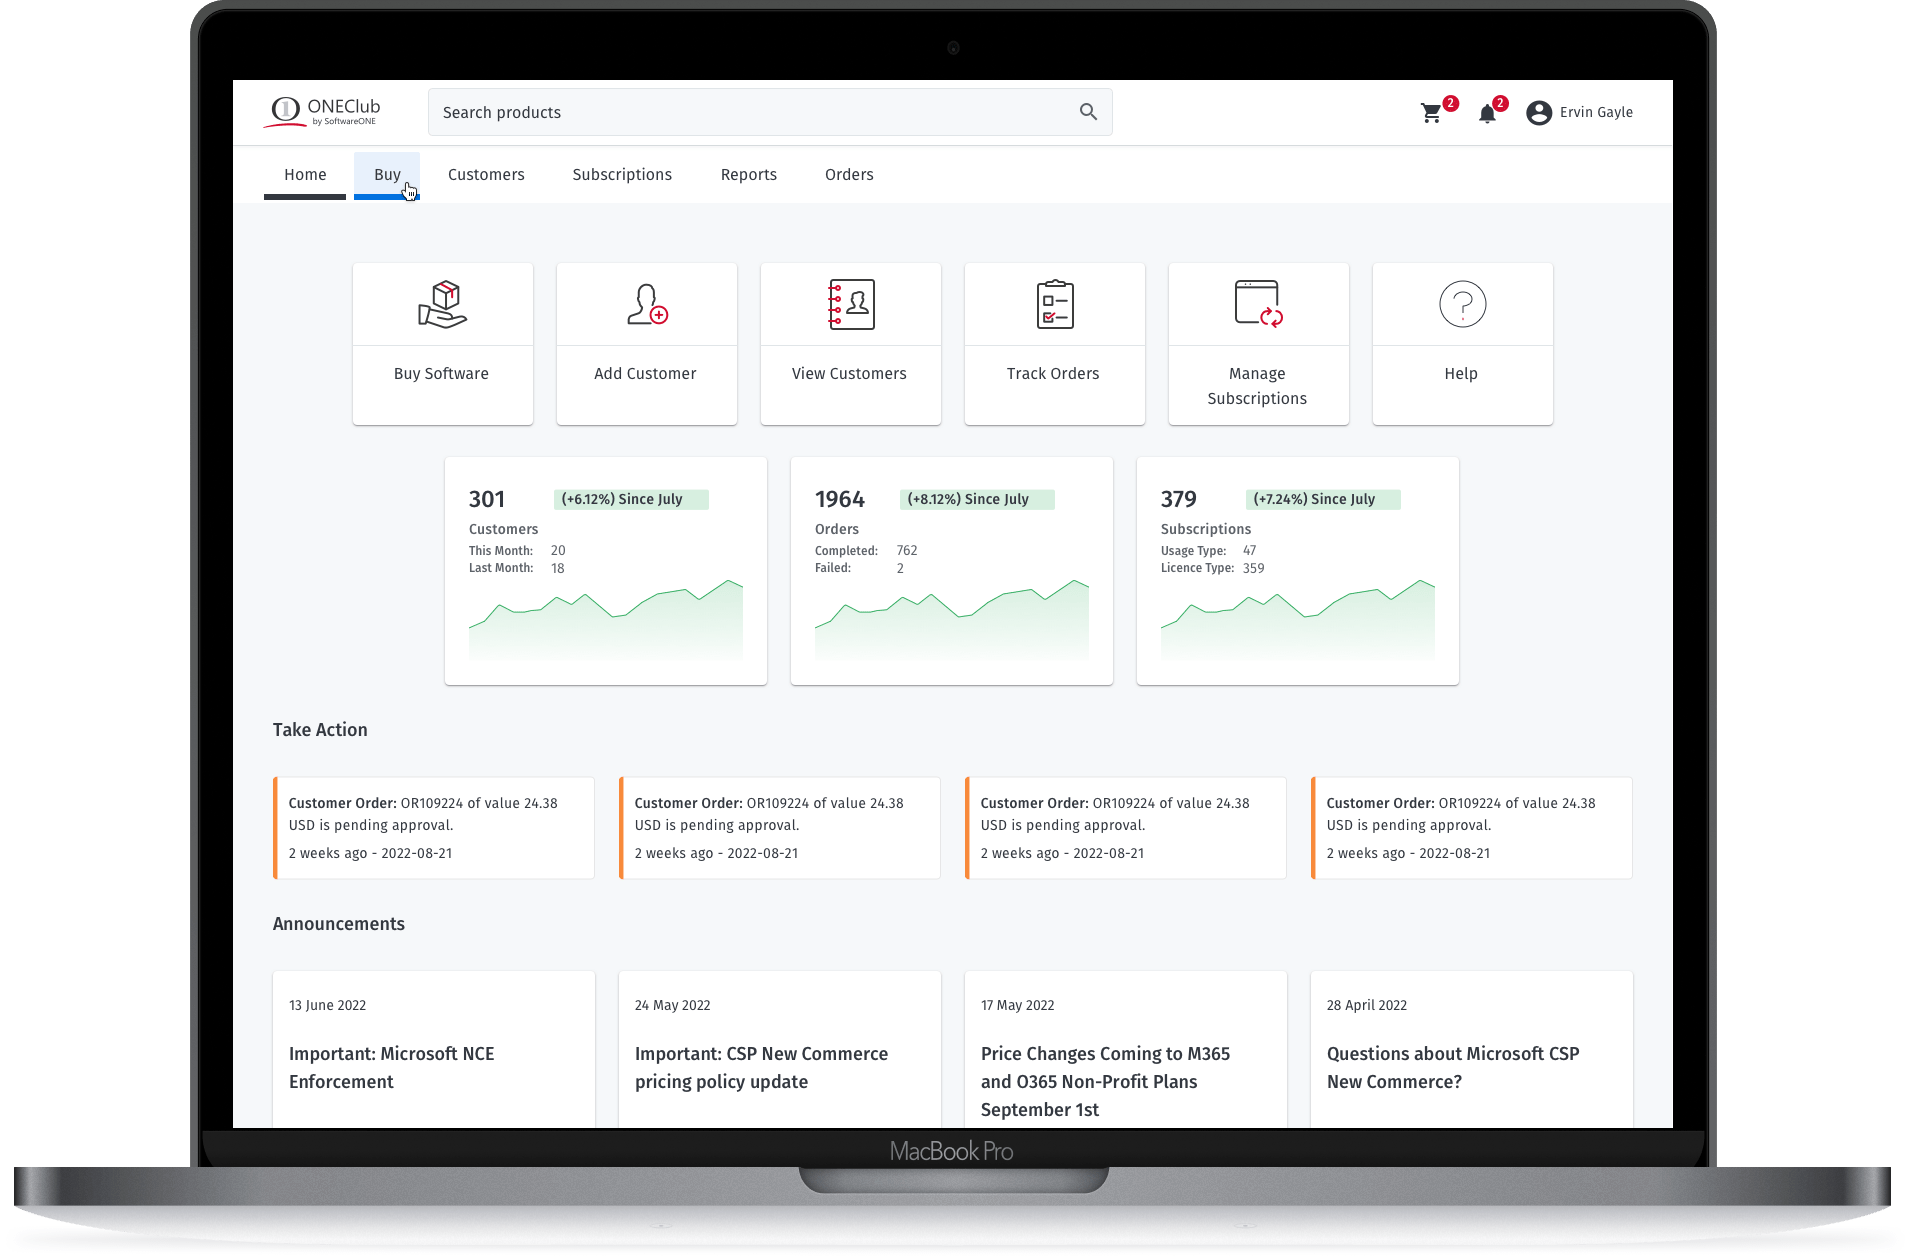 ONEClub
by SoftwareONE
Search products
2
2
Ervin Gayle
Home
Buy
Customers
Subscriptions
Reports
Orders
Buy Software
Add Customer
View Customers
Track Orders
Manage
Subscriptions
Help
301
(+6.12%) Since July
Customers
This Month: 20
Last Month: 18
1964
(+8.12%) Since July
Orders
Completed: 762
Failed: 2
379
(+7.24%) Since July
Subscriptions
Usage Type: 47
Licence Type: 359
Take Action
Customer Order: OR109224 of value 24.38
USD is pending approval.
2 weeks ago - 2022-08-21
Customer Order: OR109224 of value 24.38
USD is pending approval.
2 weeks ago - 2022-08-21
Customer Order: OR109224 of value 24.38
USD is pending approval.
2 weeks ago - 2022-08-21
Customer Order: OR109224 of value 24.38
USD is pending approval.
2 weeks ago - 2022-08-21
Announcements
13 June 2022
Important: Microsoft NCE
Enforcement
24 May 2022
Important: CSP New Commerce
pricing policy update
17 May 2022
Price Changes Coming to M365
and O365 Non-Profit Plans
September 1st
28 April 2022
Questions about Microsoft CSP
New Commerce?
MacBook Pro